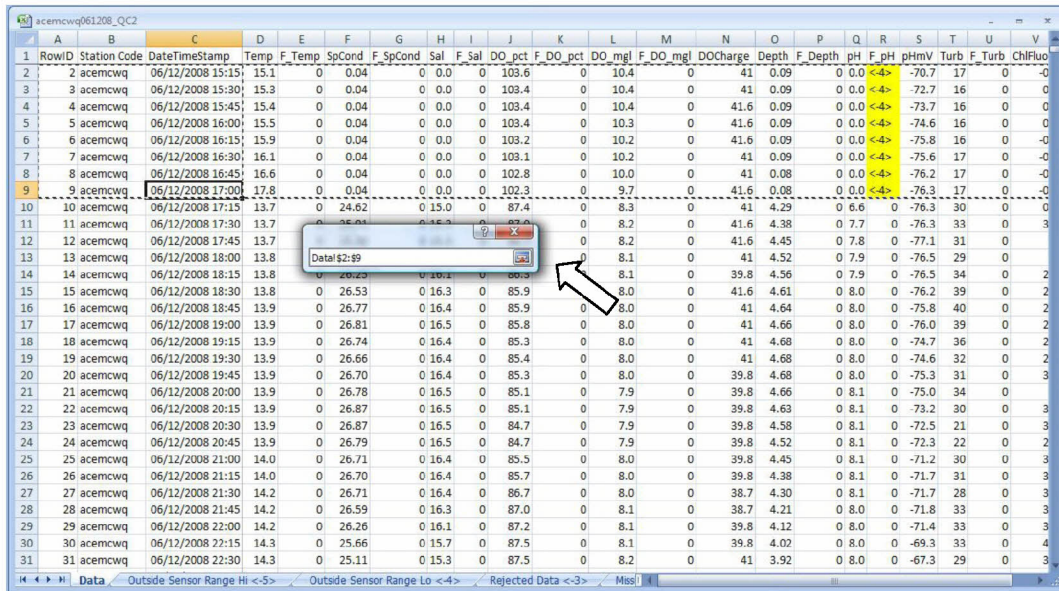 acemcwq061208_QC2
A B C D E F G H I J K L M N O P Q R S T U V
1 RowID Station Code DateTimeStamp Temp F_Temp SpCond F_SpCond Sal F_Sal DO_pct F_DO_pct DO_mgl F_DO_mgl DOCharge Depth F_Depth pH F_pH pHmV Turb F_Turb ChlFluo
2 2 acemcwq 06/12/2008 15:15 15.1 0 0.04 0 0.0 0 103.6 0 10.4 0 41 0.09 0 0.0 <-4> -70.7 17 0 -0
3 3 acemcwq 06/12/2008 15:30 15.3 0 0.04 0 0.0 0 103.4 0 10.4 0 41 0.09 0 0.0 <-4> -72.7 16 0 -0
4 4 acemcwq 06/12/2008 15:45 15.4 0 0.04 0 0.0 0 103.4 0 10.4 0 41.6 0.09 0 0.0 <-4> -73.7 16 0 0
5 5 acemcwq 06/12/2008 16:00 15.5 0 0.04 0 0.0 0 103.4 0 10.3 0 41.6 0.09 0 0.0 <-4> -74.6 16 0 0
6 6 acemcwq 06/12/2008 16:15 15.9 0 0.04 0 0.0 0 103.2 0 10.2 0 41.6 0.09 0 0.0 <-4> -75.8 16 0 -0
7 7 acemcwq 06/12/2008 16:30 16.1 0 0.04 0 0.0 0 103.1 0 10.2 0 41 0.09 0 0.0 <-4> -75.6 17 0 -0
8 8 acemcwq 06/12/2008 16:45 16.6 0 0.04 0 0.0 0 102.8 0 10.0 0 41 0.08 0 0.0 <-4> -76.2 17 0 -0
9 9 acemcwq 06/12/2008 17:00 17.8 0 0.04 0 0.0 0 102.3 0 9.7 0 41.6 0.08 0 0.0 <-4> -76.3 17 0 -0
10 10 acemcwq 06/12/2008 17:15 13.7 0 24.62 0 15.0 0 87.4 0 8.3 0 41 4.29 0 6.6 0 -76.3 30 0 0
11 11 acemcwq 06/12/2008 17:30 13.7 0 8.2 0 41.6 4.38 0 7.7 0 -76.3 33 0 3
12 12 acemcwq 06/12/2008 17:45 13.7 0 8.2 0 41.6 4.45 0 7.8 0 -77.1 31 0
13 13 acemcwq 06/12/2008 18:00 13.8 Data!$2:$9 0 8.1 0 41 4.52 0 7.9 0 -76.5 29 0
14 14 acemcwq 06/12/2008 18:15 13.8 0 26.25 0 16.1 0 86.3 8.1 0 39.8 4.56 0 7.9 0 -76.5 34 0 2
15 15 acemcwq 06/12/2008 18:30 13.8 0 26.53 0 16.3 0 85.9 8.0 0 41.6 4.61 0 8.0 0 -76.2 39 0 2
16 16 acemcwq 06/12/2008 18:45 13.9 0 26.77 0 16.4 0 85.9 8.0 0 41 4.64 0 8.0 0 -75.8 40 0 2
17 17 acemcwq 06/12/2008 19:00 13.9 0 26.81 0 16.5 0 85.8 0 8.0 0 41 4.66 0 8.0 0 -76.0 39 0 2
18 18 acemcwq 06/12/2008 19:15 13.9 0 26.74 0 16.4 0 85.3 0 8.0 0 41 4.68 0 8.0 0 -74.7 36 0 2
19 19 acemcwq 06/12/2008 19:30 13.9 0 26.66 0 16.4 0 85.4 0 8.0 0 41 4.68 0 8.0 0 -74.6 32 0 2
20 20 acemcwq 06/12/2008 19:45 13.9 0 26.70 0 16.4 0 85.3 0 8.0 0 39.8 4.68 0 8.0 0 -75.3 31 0 3
21 21 acemcwq 06/12/2008 20:00 13.9 0 26.78 0 16.5 0 85.1 0 7.9 0 39.8 4.66 0 8.1 0 -75.0 34 0
22 22 acemcwq 06/12/2008 20:15 13.9 0 26.87 0 16.5 0 85.1 0 7.9 0 39.8 4.63 0 8.1 0 -73.2 30 0 3
23 23 acemcwq 06/12/2008 20:30 13.9 0 26.87 0 16.5 0 84.7 0 7.9 0 39.8 4.58 0 8.1 0 -72.5 21 0 3
24 24 acemcwq 06/12/2008 20:45 13.9 0 26.79 0 16.5 0 84.7 0 7.9 0 39.8 4.52 0 8.1 0 -72.3 22 0 2
25 25 acemcwq 06/12/2008 21:00 14.0 0 26.71 0 16.4 0 85.5 0 8.0 0 39.8 4.45 0 8.1 0 -71.2 30 0 3
26 26 acemcwq 06/12/2008 21:15 14.0 0 26.70 0 16.4 0 85.7 0 8.0 0 39.8 4.38 0 8.1 0 -71.7 31 0 3
27 27 acemcwq 06/12/2008 21:30 14.2 0 26.71 0 16.4 0 86.7 0 8.0 0 38.7 4.30 0 8.1 0 -71.7 28 0 3
28 28 acemcwq 06/12/2008 21:45 14.2 0 26.59 0 16.3 0 87.0 0 8.1 0 38.7 4.21 0 8.0 0 -71.8 33 0 3
29 29 acemcwq 06/12/2008 22:00 14.2 0 26.26 0 16.1 0 87.2 0 8.1 0 39.8 4.12 0 8.0 0 -71.4 33 0 3
30 30 acemcwq 06/12/2008 22:15 14.3 0 25.66 0 15.7 0 87.5 0 8.1 0 39.8 4.02 0 8.0 0 -69.3 33 0 4
31 31 acemcwq 06/12/2008 22:30 14.3 0 25.11 0 15.3 0 87.5 0 8.2 0 41 3.92 0 8.0 0 -67.3 29 0 3
Data Outside Sensor Range Hi <-5> Outside Sensor Range Lo <-4> Rejected Data <-3> Miss